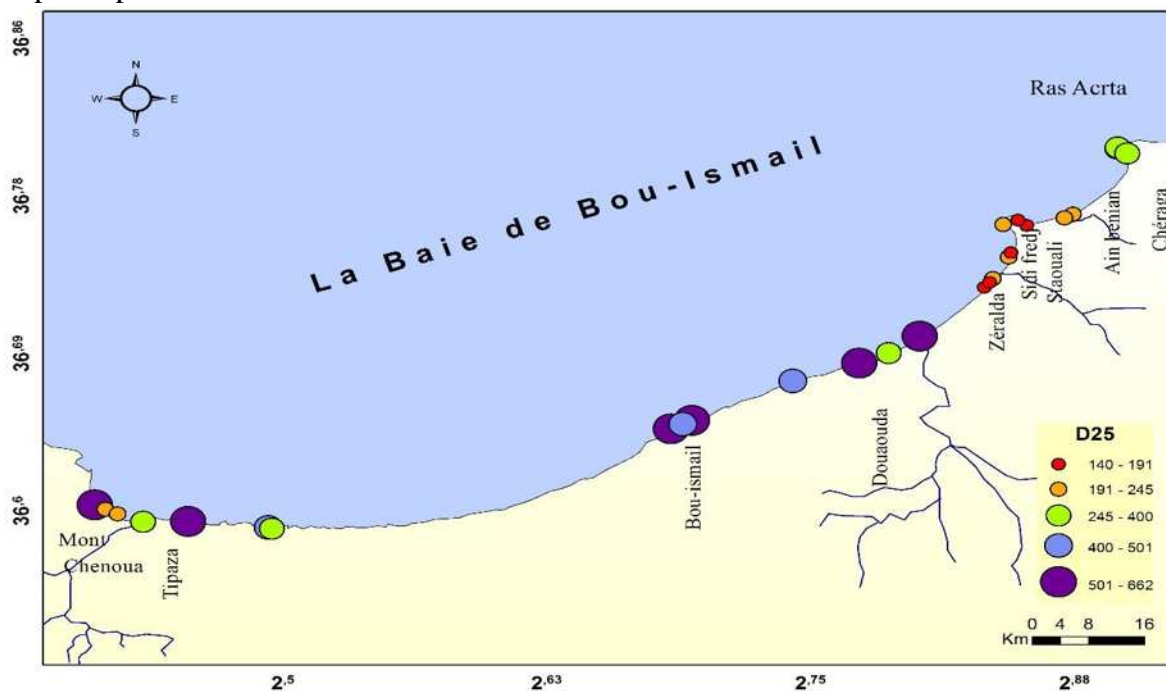 36,86
36,78
36,69
36,6
N
W E
S
Ras Acrta
La Baie de Bou-Ismail
Chéraga
Ain benian
Staouali
Sidi fredj
Zéralda
Douaouda
Bou-ismail
Tipaza
Mont
Chenoua
D25
140 - 191
191 - 245
245 - 400
400 - 501
501 - 662
0 4 8 16
Km
2,5 2,63 2,75 2,88